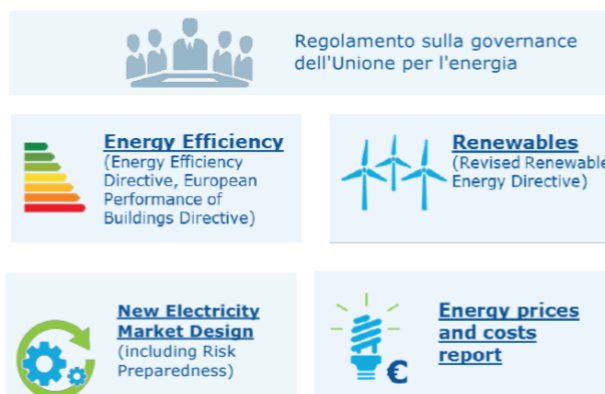 Regolamento sulla governance
dell'Unione per l'energia
Energy Efficiency
(Energy Efficiency
Directive, European
Performance of
Buildings Directive)
Renewables
(Revised Renewable
Energy Directive)
New Electricity
Market Design
(including Risk
Preparedness)
Energy prices
and costs
report
€